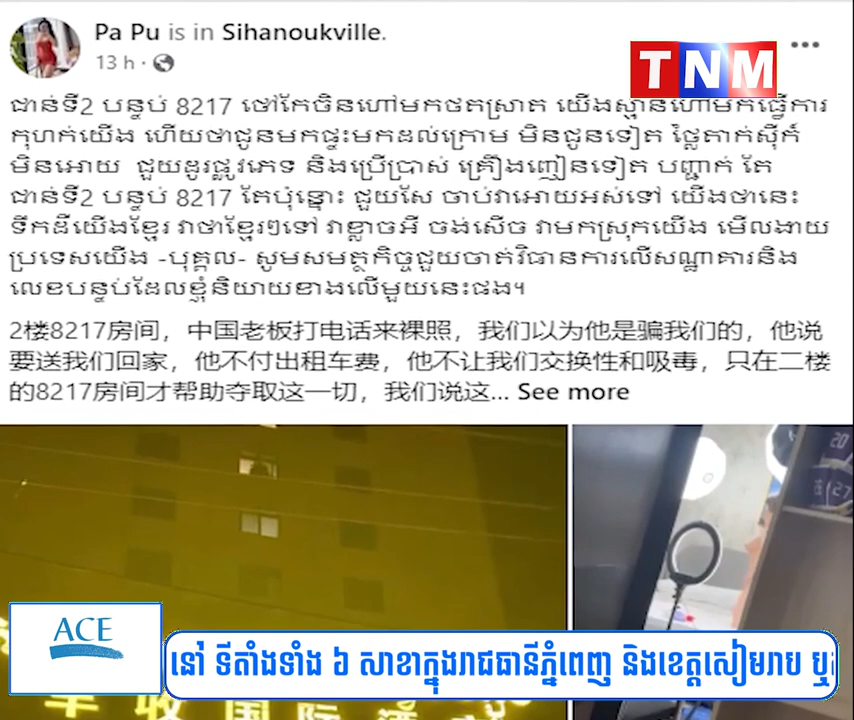 Pa Pu is in Sihanoukville.
13 h ·
TNM
ជាន់ទី2 បន្ទប់ 8217 ថៅកែចិនហៅមកថតស្រាត យើងស្មានហៅមកធ្វើការ
កុហក់យើង ហើយថាជូនមកផ្ទះមកដល់ក្រោម មិនជូនទៀត ថ្លៃតាក់ស៊ីក៍
មិនអោយ ជួយដូរផ្លូវភេទ និងប្រើប្រាស់ គ្រឿងញៀនទៀត បញ្ជាក់ តែ
ជាន់ទី2 បន្ទប់ 8217 តែប៉ុន្នោះ ជួយសែ ចាប់វាអោយអស់ទៅ យើងថានេះ
ទឹកដីយើងខ្មែរ វាថាខ្មែរៗទៅ វាខ្លាចអី ចង់សើច វាមកស្រុកយើង មើលងាយ
ប្រទេសយើង -បុគ្គល- សូមសមត្ថកិច្ចជួយចាត់វិធានការលើសណ្ឋាគារនិង
លេខបន្ទប់ដែលខ្ញុំនិយាយខាងលើមួយនេះផង។
2楼8217房间，中国老板打电话来裸照，我们以为他是骗我们的，他说
要送我们回家，他不付出租车费，他不让我们交换性和吸毒，只在二楼
的8217房间才帮助夺取这一切，我们说这... See more
国际
ACE
នៅ ទីតាំងទាំង ៦ សាខាក្នុងរាជធានីភ្នំពេញ និងខេត្តសៀមរាប ឬ